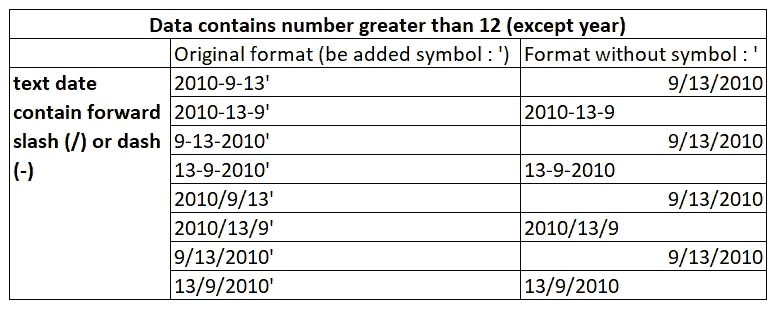 Data contains number greater than 12 (except year)
Original format (be added symbol : ') Format without symbol : '
text date contain forward slash (/) or dash (-)
2010-9-13' 9/13/2010
2010-13-9' 2010-13-9
9-13-2010' 9/13/2010
13-9-2010' 13-9-2010
2010/9/13' 9/13/2010
2010/13/9' 2010/13/9
9/13/2010' 9/13/2010
13/9/2010' 13/9/2010